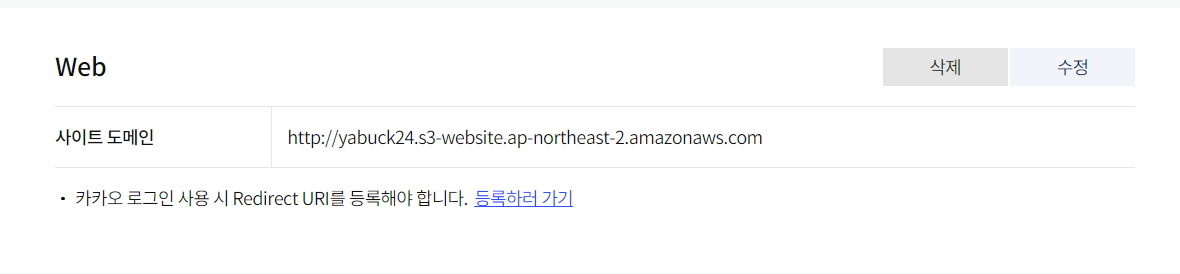 Web
삭제
수정
사이트 도메인
http://yabuck24.s3-website.ap-northeast-2.amazonaws.com
• 카카오 로그인 사용 시 Redirect URI를 등록해야 합니다. 등록하러 가기